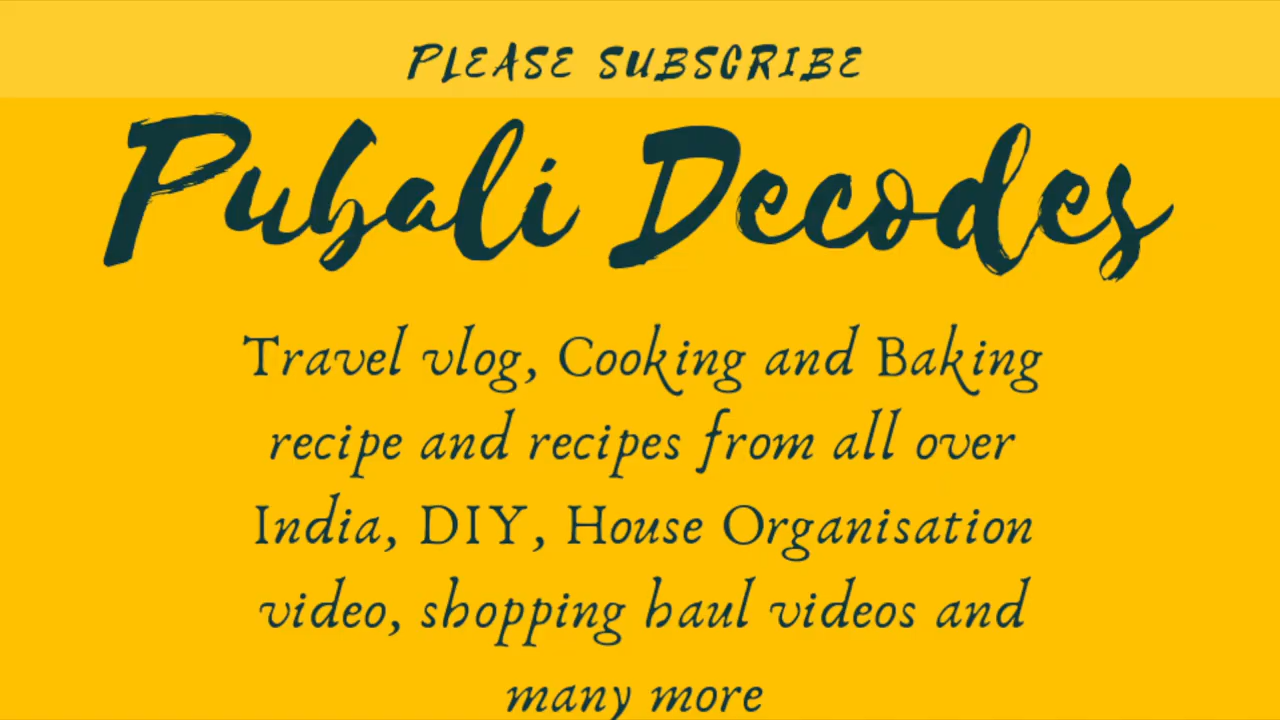 PLEASE SUBSCRIBE
Pubali Decodes
Travel vlog, Cooking and Baking
recipe and recipes from all over
India, DIY, House Organisation
video, shopping haul videos and
many more